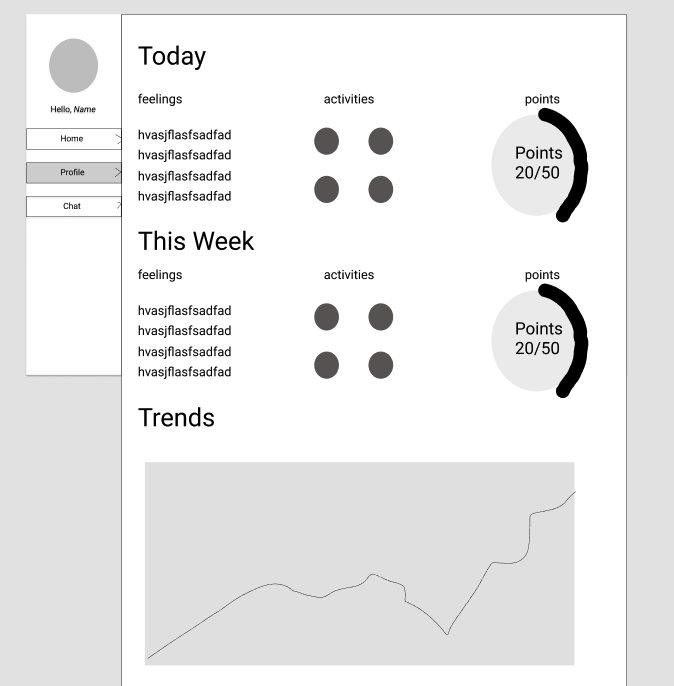 Hello, Name
Home
Profile
Chat
Today
feelings activities points
hvasjflasfsadfad
hvasjflasfsadfad
hvasjflasfsadfad
hvasjflasfsadfad
Points
20/50
This Week
feelings activities points
hvasjflasfsadfad
hvasjflasfsadfad
hvasjflasfsadfad
hvasjflasfsadfad
Points
20/50
Trends